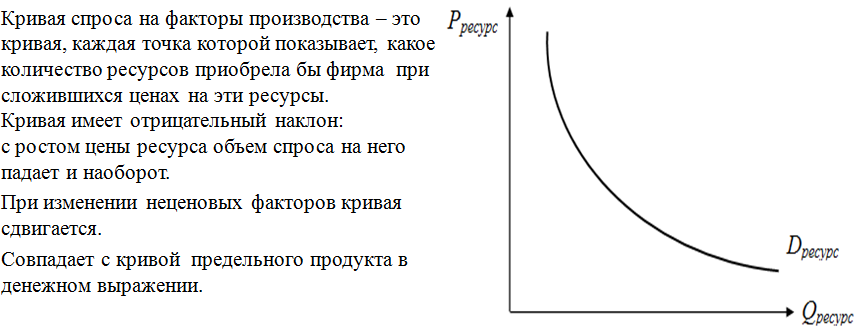 Кривая спроса на факторы производства – это
кривая, каждая точка которой показывает, какое
количество ресурсов приобрела бы фирма при
сложившихся ценах на эти ресурсы.
Кривая имеет отрицательный наклон:
с ростом цены ресурса объем спроса на него
падает и наоборот.
При изменении неценовых факторов кривая
сдвигается.
Совпадает с кривой предельного продукта в
денежном выражении.
Pресурс
Dресурс
Qресурс